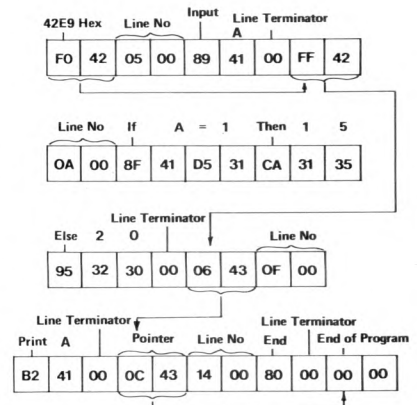 Input
42E9 Hex Line No Line Terminator
A
F0 42 05 00 89 41 00 FF 42
Line No If A = 1 Then 1 5
0A 00 8F 41 D5 31 CA 31 35
Line Terminator
Else 2 0 Line No
95 32 30 00 06 43 OF 00
Line Terminator Line Terminator
Print A Pointer Line No End End of Program
B2 41 00 0C 43 14 00 80 00 00 00